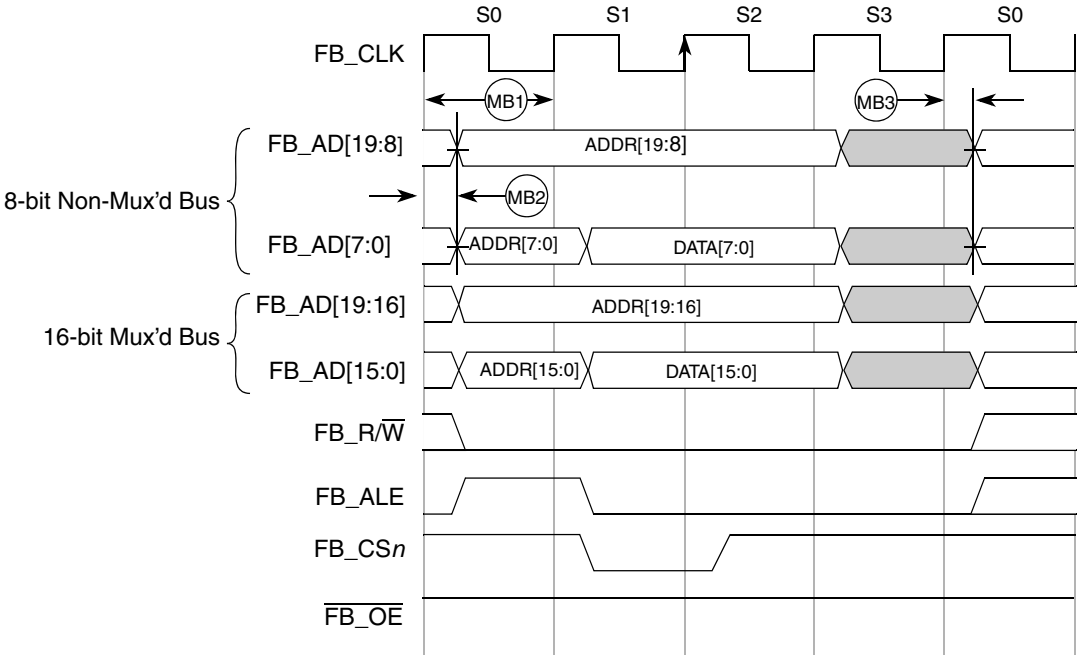 S0 S1 S2 S3 S0
FB_CLK
MB1 MB3
FB_AD[19:8] ADDR[19:8]
8-bit Non-Mux'd Bus
MB2
FB_AD[7:0] ADDR[7:0] DATA[7:0]
FB_AD[19:16] ADDR[19:16]
16-bit Mux'd Bus
FB_AD[15:0] ADDR[15:0] DATA[15:0]
FB_R/W̅
FB_ALE
FB_CSn
F̅B̅_̅O̅E̅